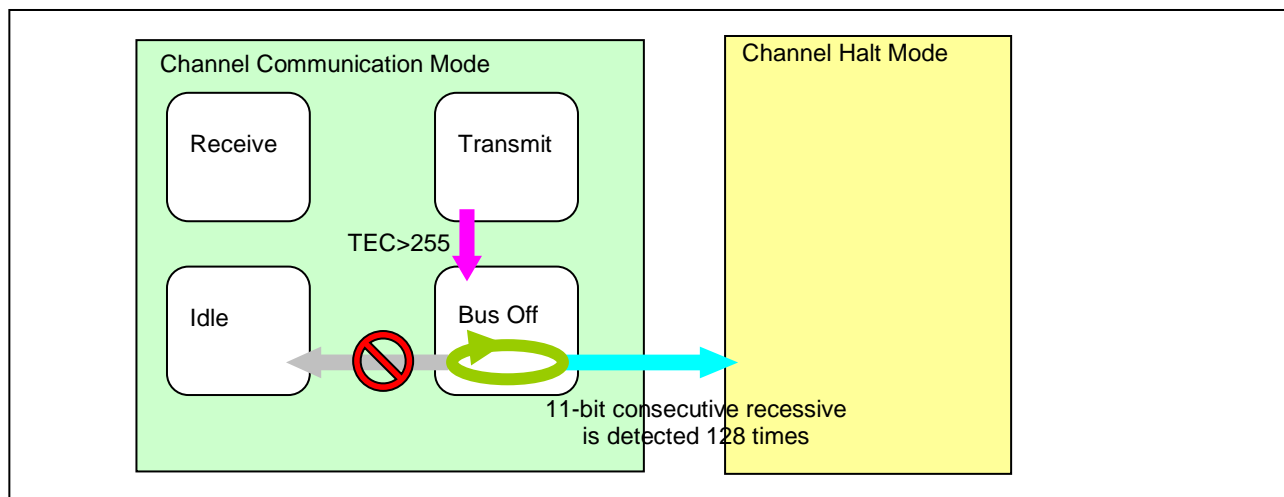 Channel Communication Mode
Channel Halt Mode
Receive
Transmit
TEC>255
Idle
Bus Off
11-bit consecutive recessive
is detected 128 times